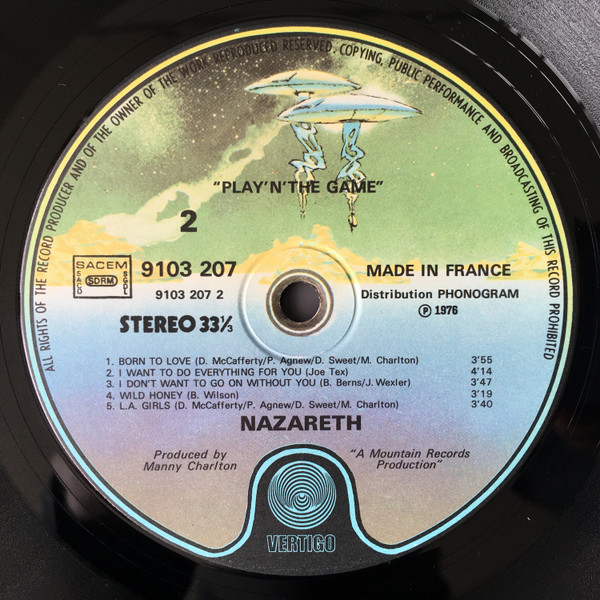 ALL RIGHTS OF THE RECORD PRODUCER AND OF THE OWNER OF THE WORK REPRODUCED RESERVED. COPYING, PUBLIC PERFORMANCE AND BROADCASTING OF THIS RECORD PROHIBITED
"PLAY'N'THE GAME"
2
SACEM
SACD SDRM SGDL
9103 207
9103 207 2
MADE IN FRANCE
Distribution PHONOGRAM
Ⓟ 1976
STEREO 33⅓
1. BORN TO LOVE (D. McCafferty/P. Agnew/D. Sweet/M. Charlton) 3'55
2. I WANT TO DO EVERYTHING FOR YOU (Joe Tex) 4'14
3. I DON'T WANT TO GO ON WITHOUT YOU (B. Berns/J. Wexler) 3'47
4. WILD HONEY (B. Wilson) 3'19
5. L.A. GIRLS (D. McCafferty/P. Agnew/D. Sweet/M. Charlton) 3'40
NAZARETH
Produced by
Manny Charlton
"A Mountain Records
Production"
VERTIGO